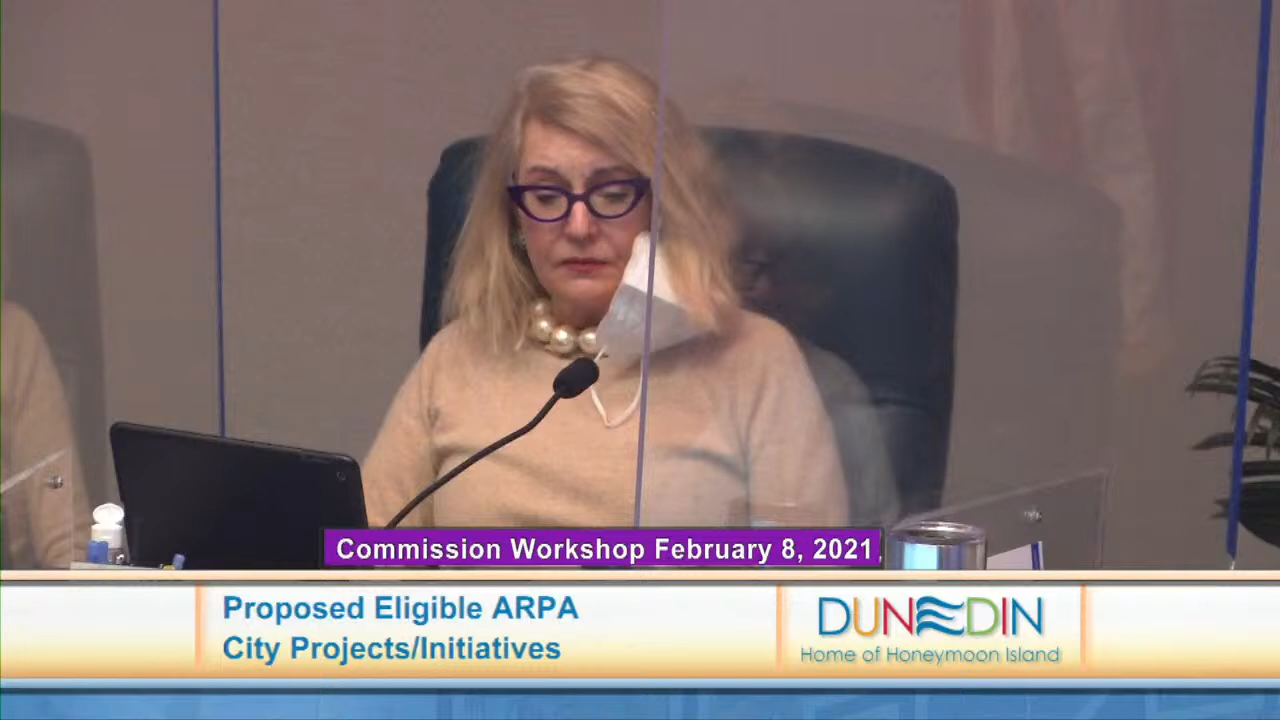 Commission Workshop February 8, 2021,
Proposed Eligible ARPA
City Projects/Initiatives
DUNEDIN
Home of Honeymoon Island